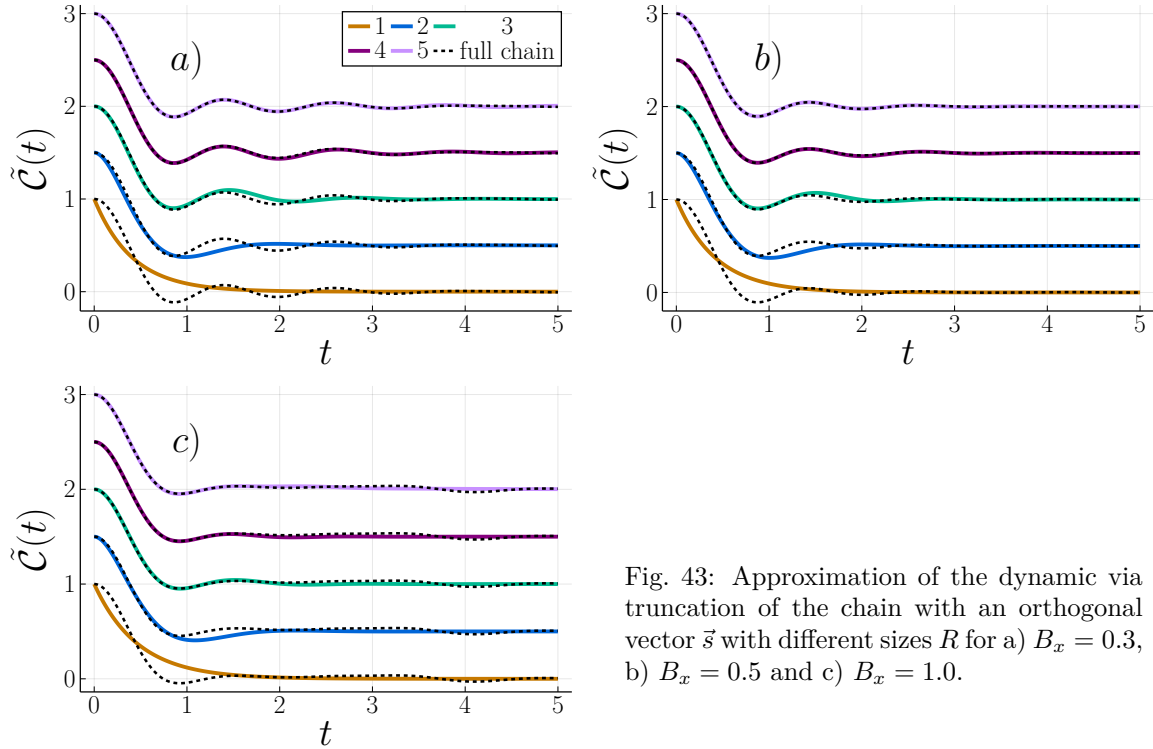 3
2
1
0
0 1 2 3 4 5
C̃(t)
t
a)
1 2 3
4 5 full chain
3
2
1
0
0 1 2 3 4 5
C̃(t)
t
b)
3
2
1
0
0 1 2 3 4 5
C̃(t)
t
c)
Fig. 43: Approximation of the dynamic via
truncation of the chain with an orthogonal
vector s⃗ with different sizes R for a) Bₓ = 0.3,
b) Bₓ = 0.5 and c) Bₓ = 1.0.